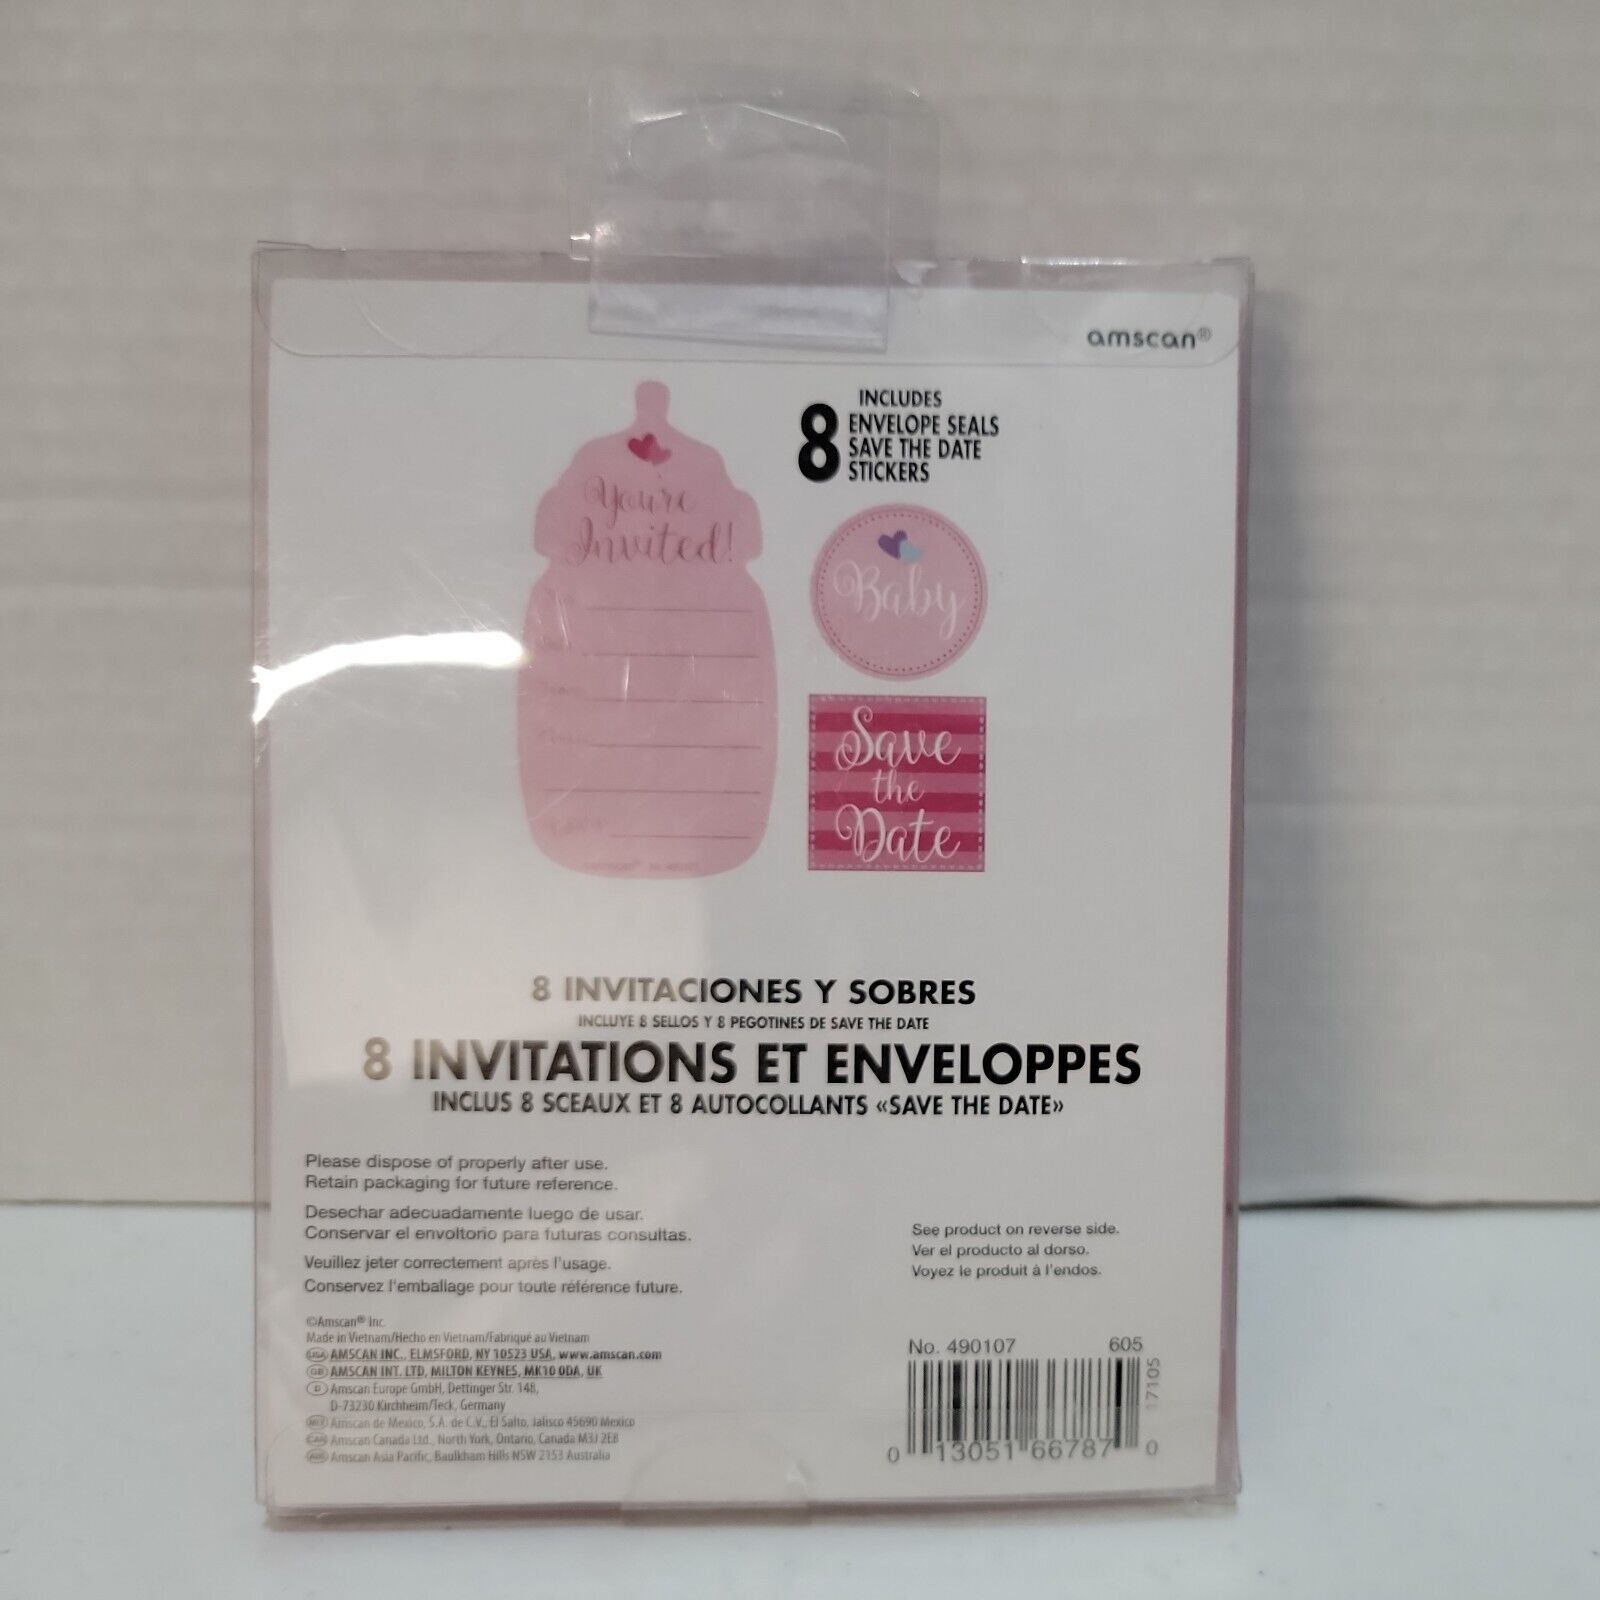 amscan®
INCLUDES
8 ENVELOPE SEALS
SAVE THE DATE
STICKERS
You're
Invited!
Baby
Save
the
Date
8 INVITACIONES Y SOBRES
INCLUYE 8 SELLOS Y 8 PEGOTINES DE SAVE THE DATE
8 INVITATIONS ET ENVELOPPES
INCLUS 8 SCEAUX ET 8 AUTOCOLLANTS «SAVE THE DATE»
Please dispose of properly after use.
Retain packaging for future reference.
Desechar adecuadamente luego de usar.
Conservar el envoltorio para futuras consultas.
Veuillez jeter correctement après l'usage.
Conservez l'emballage pour toute référence future.
See product on reverse side.
Ver el producto al dorso.
Voyez le produit à l'endos.
©Amscan® Inc.
Made in Vietnam/Hecho en Vietnam/Fabriqué au Vietnam
USA AMSCAN INC., ELMSFORD, NY 10523 USA, www.amscan.com
GB AMSCAN INT. LTD, MILTON KEYNES, MK10 0DA, UK
D Amscan Europe GmbH, Dettinger Str. 148,
D-73230 Kirchheim/Teck, Germany
MEX Amscan de Mexico, S.A. de C.V., El Salto, Jalisco 45690 Mexico
CAN Amscan Canada Ltd., North York, Ontario, Canada M3J 2E8
AUS Amscan Asia Pacific, Baulkham Hills NSW 2153 Australia
No. 490107 605
17105
0 13051 66787 0